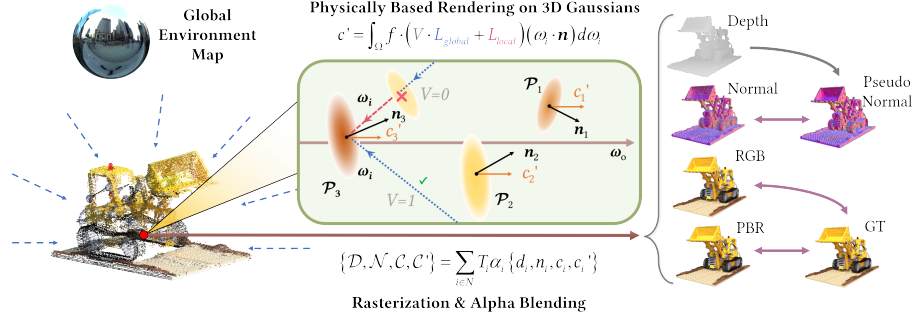 Global
Environment
Map
Physically Based Rendering on 3D Gaussians
c' = ∫_Ω f · (V · L_global + L_local)(ω_i · n)dω_i
ω_i
V=0
n_3
c_3'
P_3
ω_i
V=1
P_1
c_1'
n_1
n_2
c_2'
P_2
ω_o
{D, N, C, C'} = ∑_{i∈N} T_i α_i {d_i, n_i, c_i, c_i'}
Rasterization & Alpha Blending
Depth
Normal
Pseudo
Normal
RGB
PBR
GT